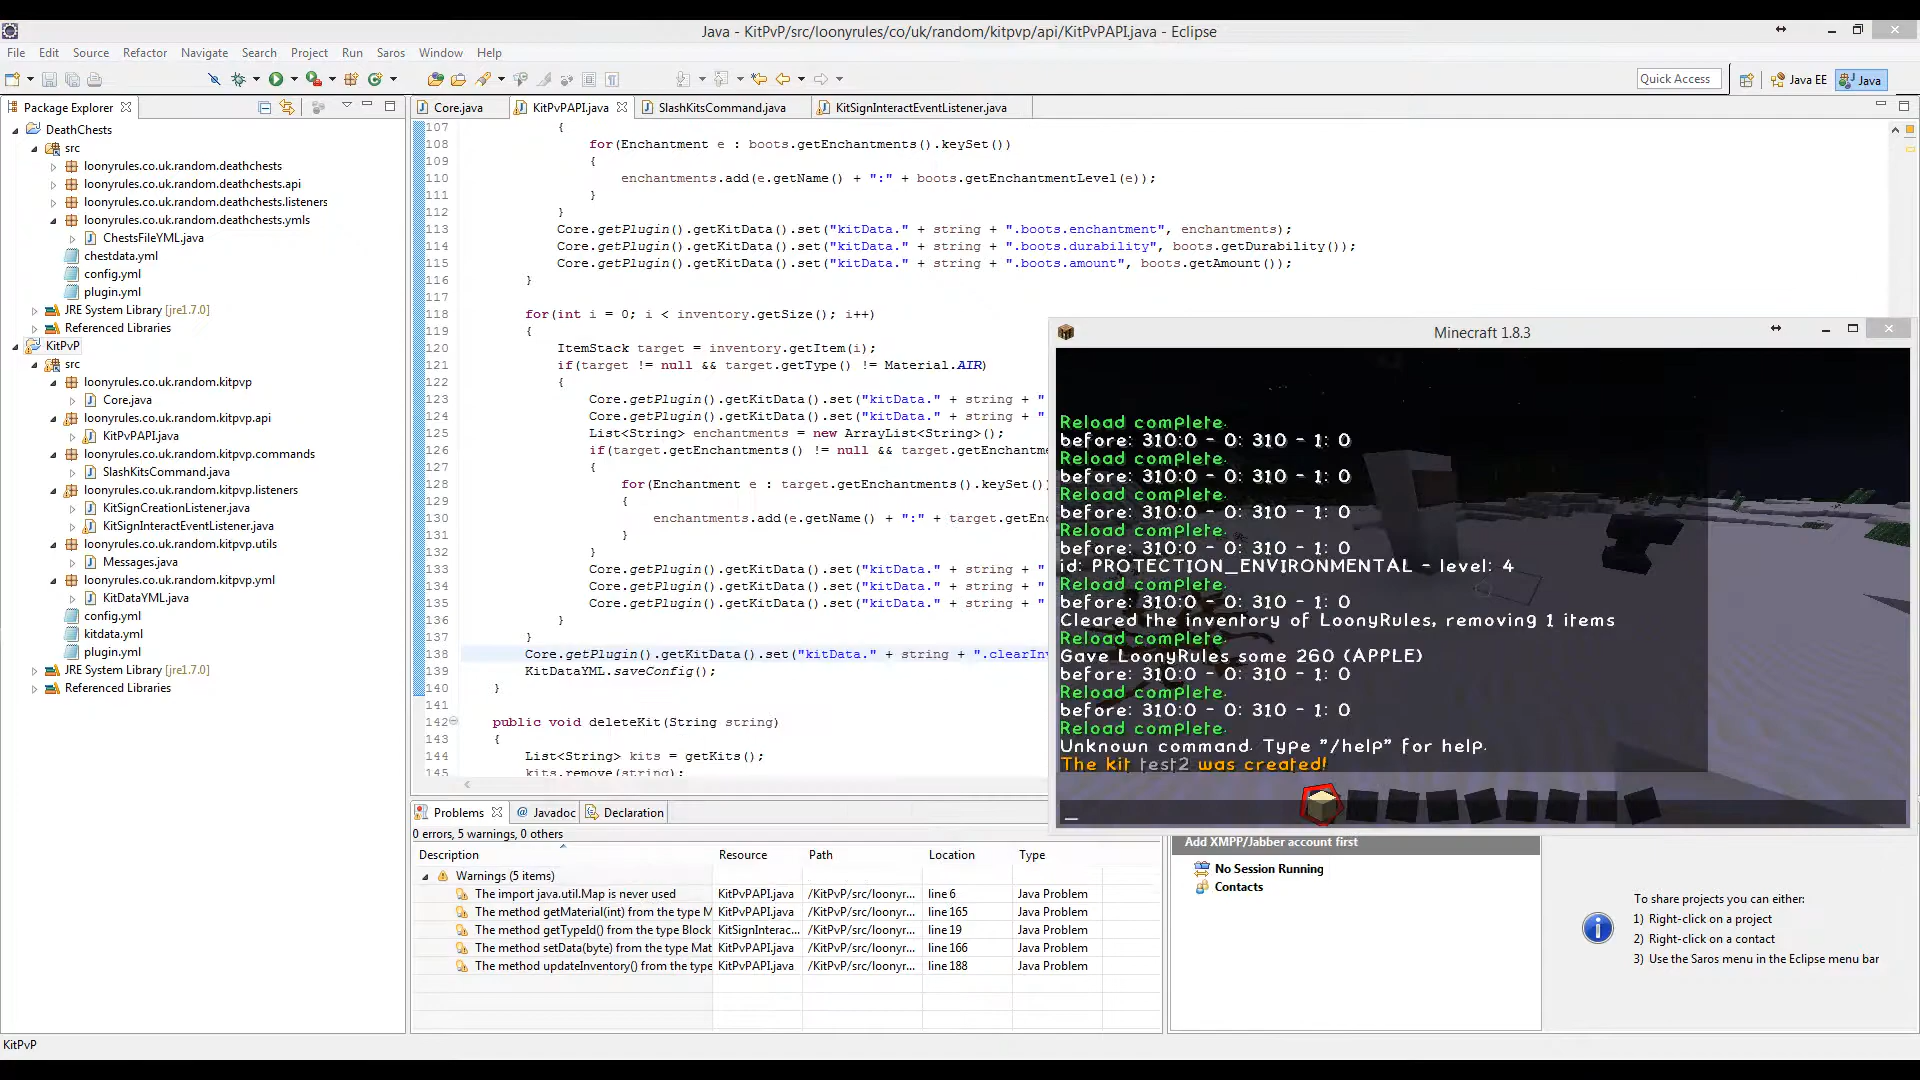 Java - KitPvP/src/loonyrules/co/uk/random/kitpvp/api/KitPvPAPI.java - Eclipse
File Edit Source Refactor Navigate Search Project Run Saros Window Help
Quick Access
Java EE
Java
Package Explorer
DeathChests
src
loonyrules.co.uk.random.deathchests
loonyrules.co.uk.random.deathchests.api
loonyrules.co.uk.random.deathchests.listeners
loonyrules.co.uk.random.deathchests.ymls
ChestsFileYML.java
chestdata.yml
config.yml
plugin.yml
JRE System Library [jre1.7.0]
Referenced Libraries
KitPvP
src
loonyrules.co.uk.random.kitpvp
Core.java
loonyrules.co.uk.random.kitpvp.api
KitPvPAPI.java
loonyrules.co.uk.random.kitpvp.commands
SlashKitsCommand.java
loonyrules.co.uk.random.kitpvp.listeners
KitSignCreationListener.java
KitSignInteractEventListener.java
loonyrules.co.uk.random.kitpvp.utils
Messages.java
loonyrules.co.uk.random.kitpvp.yml
KitDataYML.java
config.yml
kitdata.yml
plugin.yml
JRE System Library [jre1.7.0]
Referenced Libraries
Core.java KitPvPAPI.java SlashKitsCommand.java KitSignInteractEventListener.java
107 {
108 for(Enchantment e : boots.getEnchantments().keySet())
109 {
110 enchantments.add(e.getName() + ":" + boots.getEnchantmentLevel(e));
111 }
112 }
113 Core.getPlugin().getKitData().set("kitData." + string + ".boots.enchantment", enchantments);
114 Core.getPlugin().getKitData().set("kitData." + string + ".boots.durability", boots.getDurability());
115 Core.getPlugin().getKitData().set("kitData." + string + ".boots.amount", boots.getAmount());
116 }
117
118 for(int i = 0; i < inventory.getSize(); i++)
119 {
120 ItemStack target = inventory.getItem(i);
121 if(target != null && target.getType() != Material.AIR)
122 {
123 Core.getPlugin().getKitData().set("kitData." + string + "
124 Core.getPlugin().getKitData().set("kitData." + string + "
125 List<String> enchantments = new ArrayList<String>();
126 if(target.getEnchantments() != null && target.getEnchantme
127 {
128 for(Enchantment e : target.getEnchantments().keySet()
129 {
130 enchantments.add(e.getName() + ":" + target.getEnc
131 }
132 }
133 Core.getPlugin().getKitData().set("kitData." + string + "
134 Core.getPlugin().getKitData().set("kitData." + string + "
135 Core.getPlugin().getKitData().set("kitData." + string + "
136 }
137 }
138 Core.getPlugin().getKitData().set("kitData." + string + ".clearInv
139 KitDataYML.saveConfig();
140 }
141
142 public void deleteKit(String string)
143 {
144 List<String> kits = getKits();
145 kits.remove(string);
Minecraft 1.8.3
Reload complete.
before: 310:0 - 0: 310 - 1: 0
Reload complete.
before: 310:0 - 0: 310 - 1: 0
Reload complete.
before: 310:0 - 0: 310 - 1: 0
Reload complete.
before: 310:0 - 0: 310 - 1: 0
id: PROTECTION_ENVIRONMENTAL - level: 4
Reload complete.
before: 310:0 - 0: 310 - 1: 0
Cleared the inventory of LoonyRules, removing 1 items
Reload complete.
Gave LoonyRules some 260 (APPLE)
before: 310:0 - 0: 310 - 1: 0
Reload complete.
before: 310:0 - 0: 310 - 1: 0
Reload complete.
Unknown command. Type "/help" for help.
The kit test2 was created!
_
Problems Javadoc Declaration
0 errors, 5 warnings, 0 others
Description Resource Path Location Type
Warnings (5 items)
The import java.util.Map is never used KitPvPAPI.java /KitPvP/src/loonyr... line 6 Java Problem
The method getMaterial(int) from the type M KitPvPAPI.java /KitPvP/src/loonyr... line 165 Java Problem
The method getTypeId() from the type Block KitSignInterac... /KitPvP/src/loonyr... line 19 Java Problem
The method setData(byte) from the type Mat KitPvPAPI.java /KitPvP/src/loonyr... line 166 Java Problem
The method updateInventory() from the type KitPvPAPI.java /KitPvP/src/loonyr... line 188 Java Problem
Add XMPP/Jabber account first
No Session Running
Contacts
To share projects you can either:
1) Right-click on a project
2) Right-click on a contact
3) Use the Saros menu in the Eclipse menu bar
KitPvP